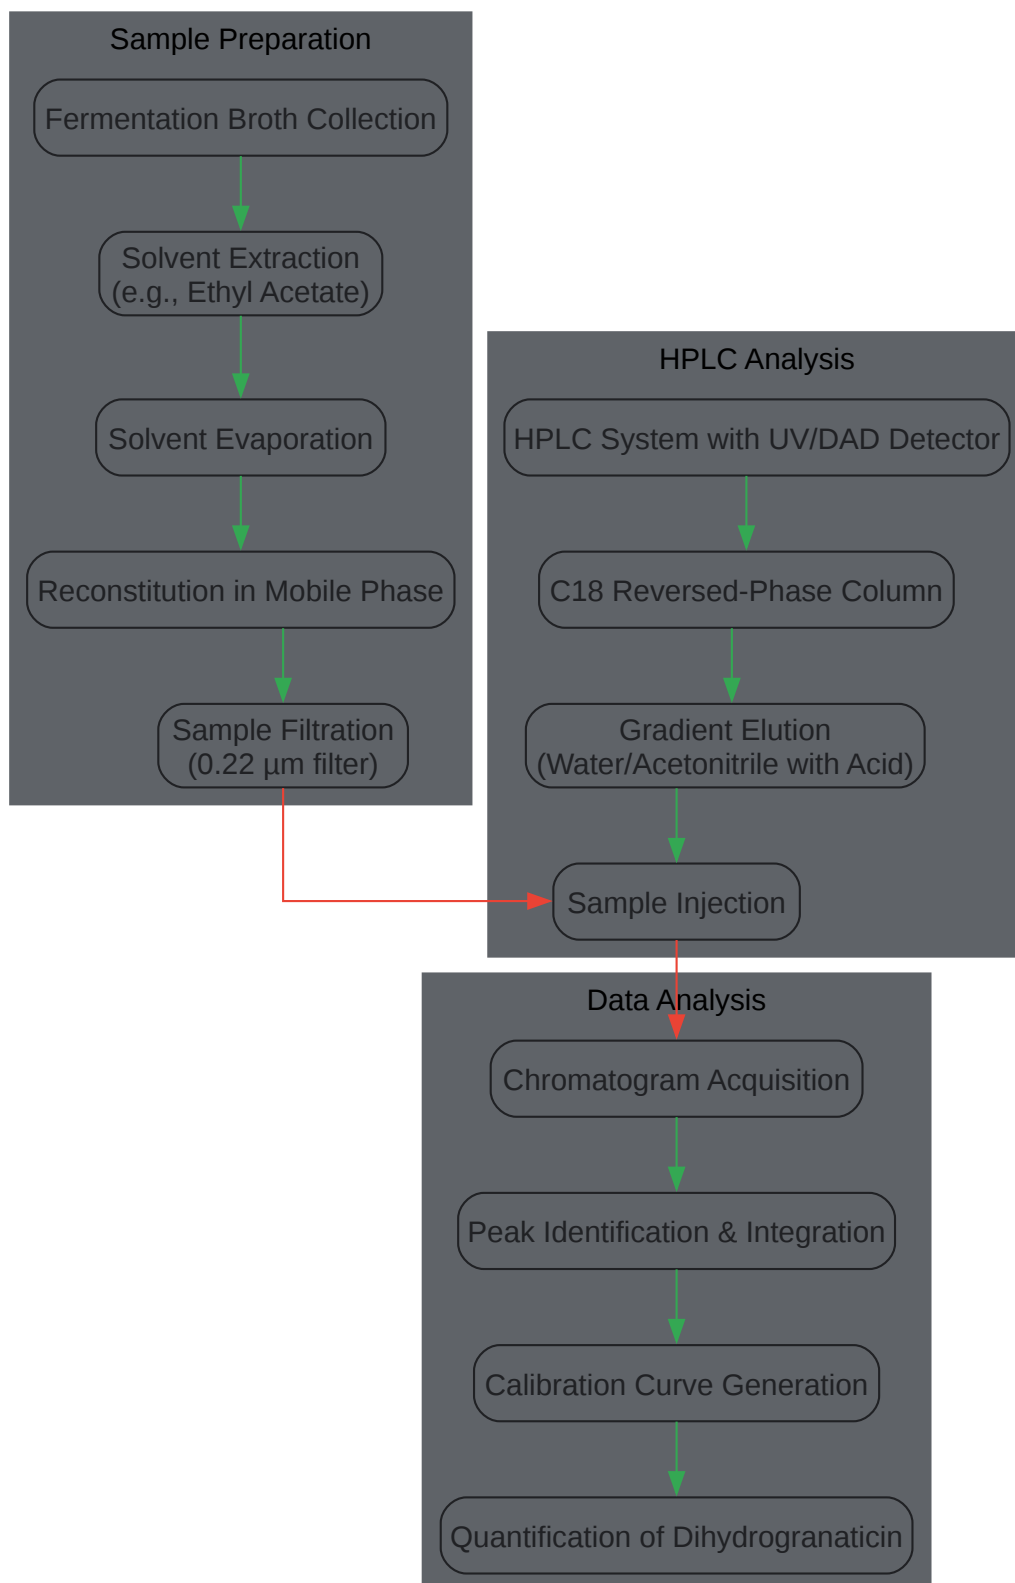 Sample Preparation
Fermentation Broth Collection
Solvent Extraction
(e.g., Ethyl Acetate)
Solvent Evaporation
Reconstitution in Mobile Phase
Sample Filtration
(0.22 µm filter)
HPLC Analysis
HPLC System with UV/DAD Detector
C18 Reversed-Phase Column
Gradient Elution
(Water/Acetonitrile with Acid)
Sample Injection
Data Analysis
Chromatogram Acquisition
Peak Identification & Integration
Calibration Curve Generation
Quantification of Dihydrogranaticin